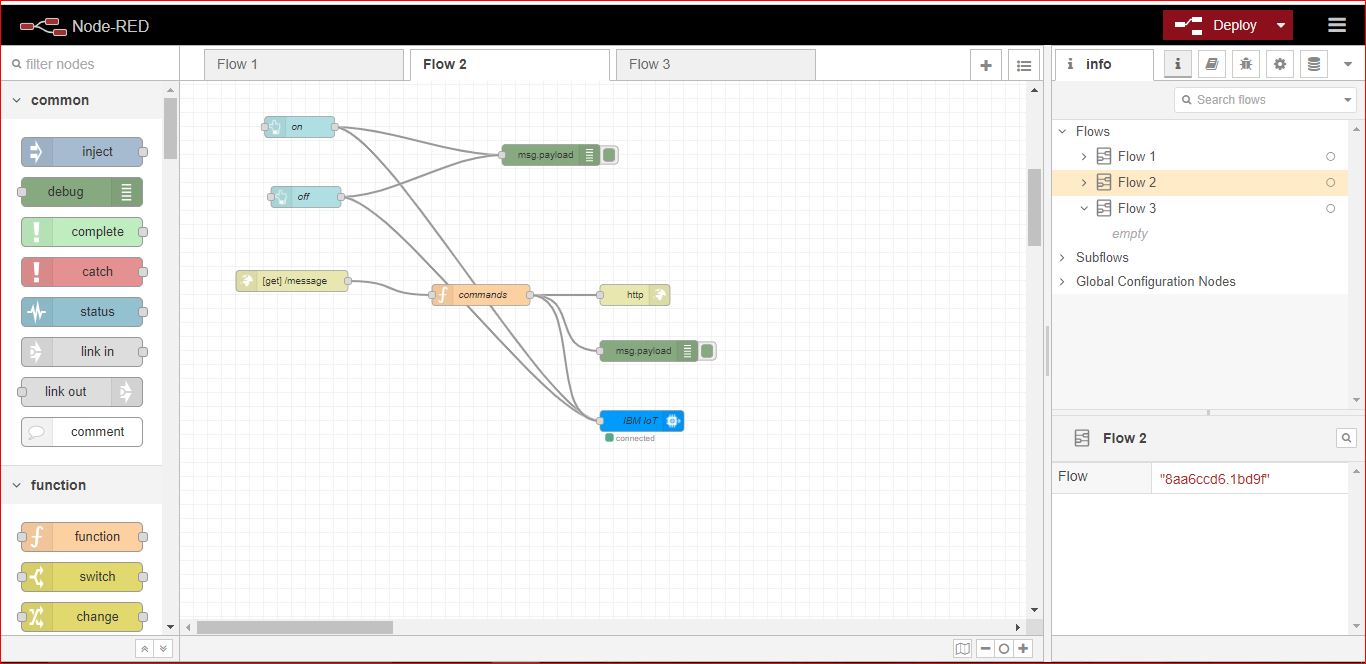 Node-RED
Deploy
filter nodes
Flow 1
Flow 2
Flow 3
info
common
Search flows
inject
on
Flows
debug
msg.payload
Flow 1
Flow 2
complete
off
Flow 3
empty
catch
Subflows
[get] /message
commands
http
Global Configuration Nodes
status
link in
msg.payload
link out
IBM IoT
connected
comment
Flow 2
function
Flow
"8aa6ccd6.1bd9f"
function
switch
change